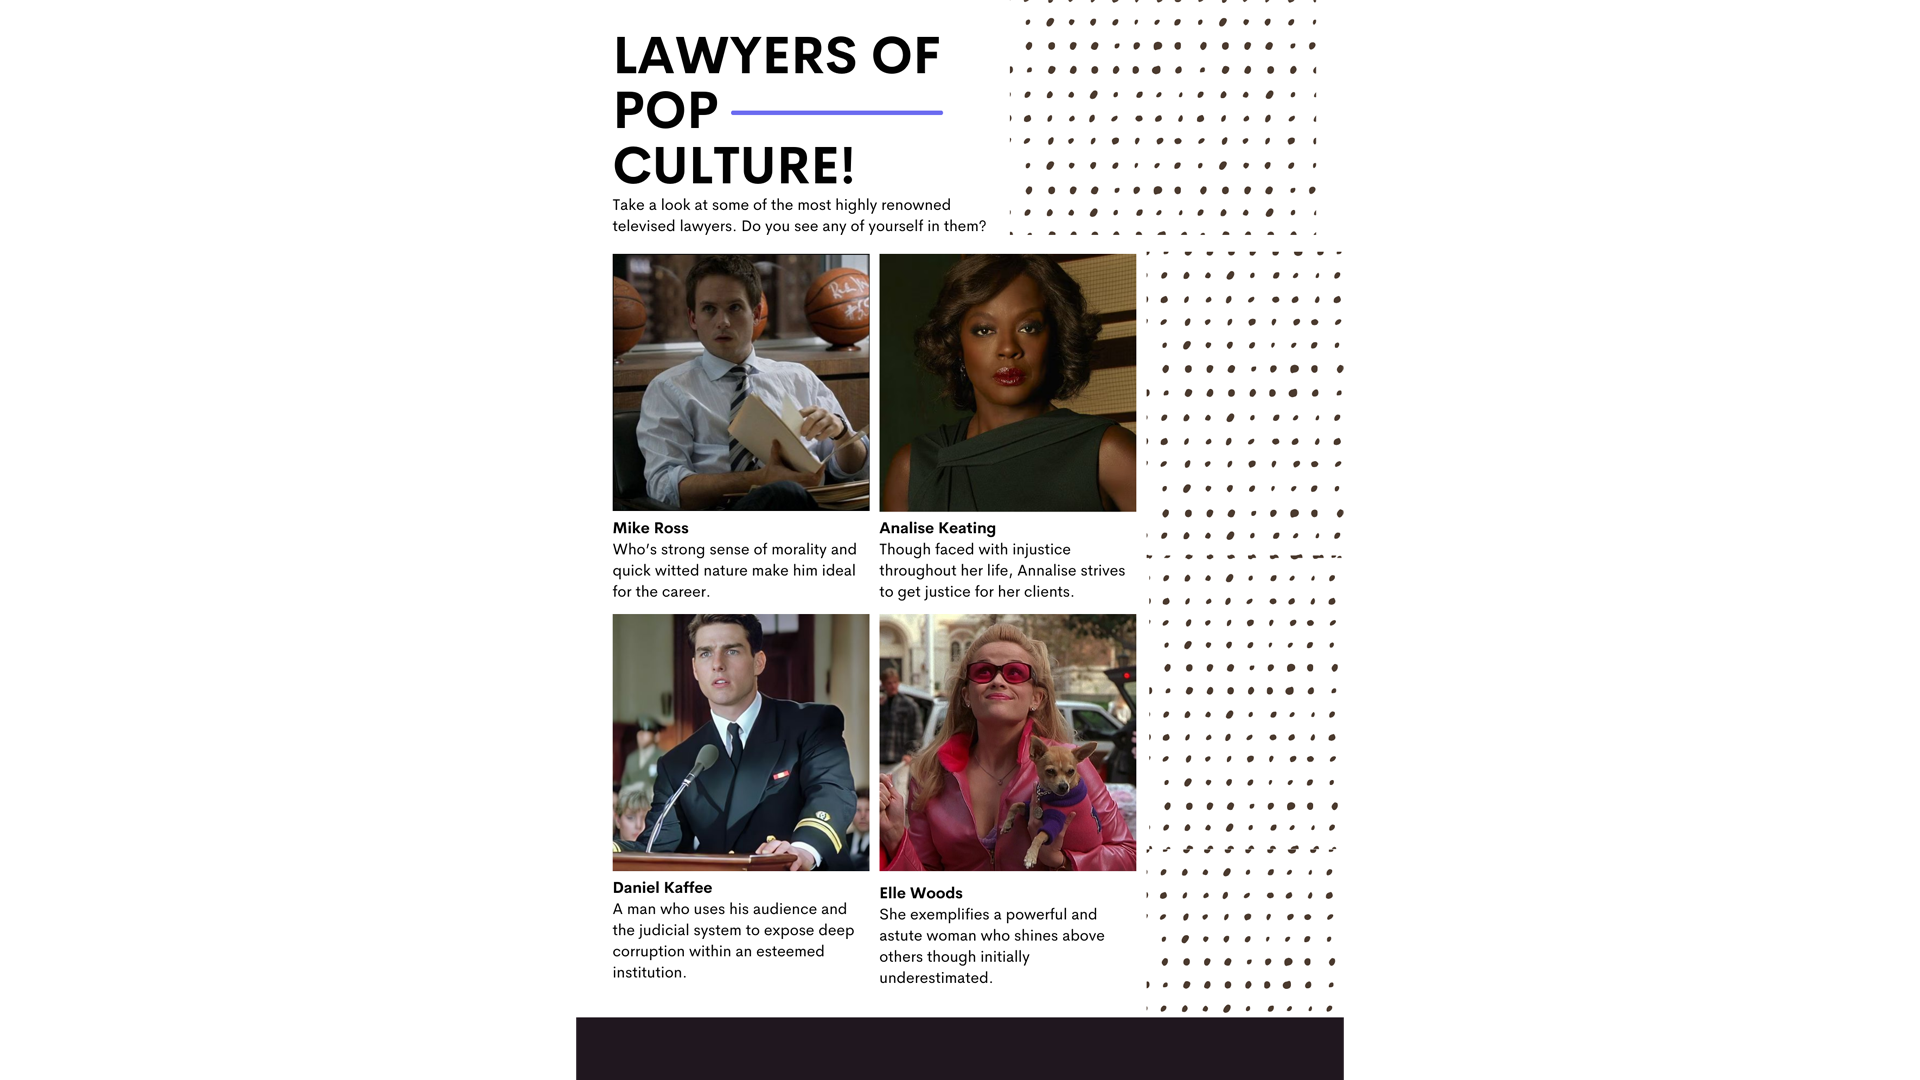 LAWYERS OF
POP
CULTURE!
Take a look at some of the most highly renowned
televised lawyers. Do you see any of yourself in them?
Mike Ross
Who's strong sense of morality and
quick witted nature make him ideal
for the career.
Analise Keating
Though faced with injustice
throughout her life, Annalise strives
to get justice for her clients.
Daniel Kaffee
A man who uses his audience and
the judicial system to expose deep
corruption within an esteemed
institution.
Elle Woods
She exemplifies a powerful and
astute woman who shines above
others though initially
underestimated.